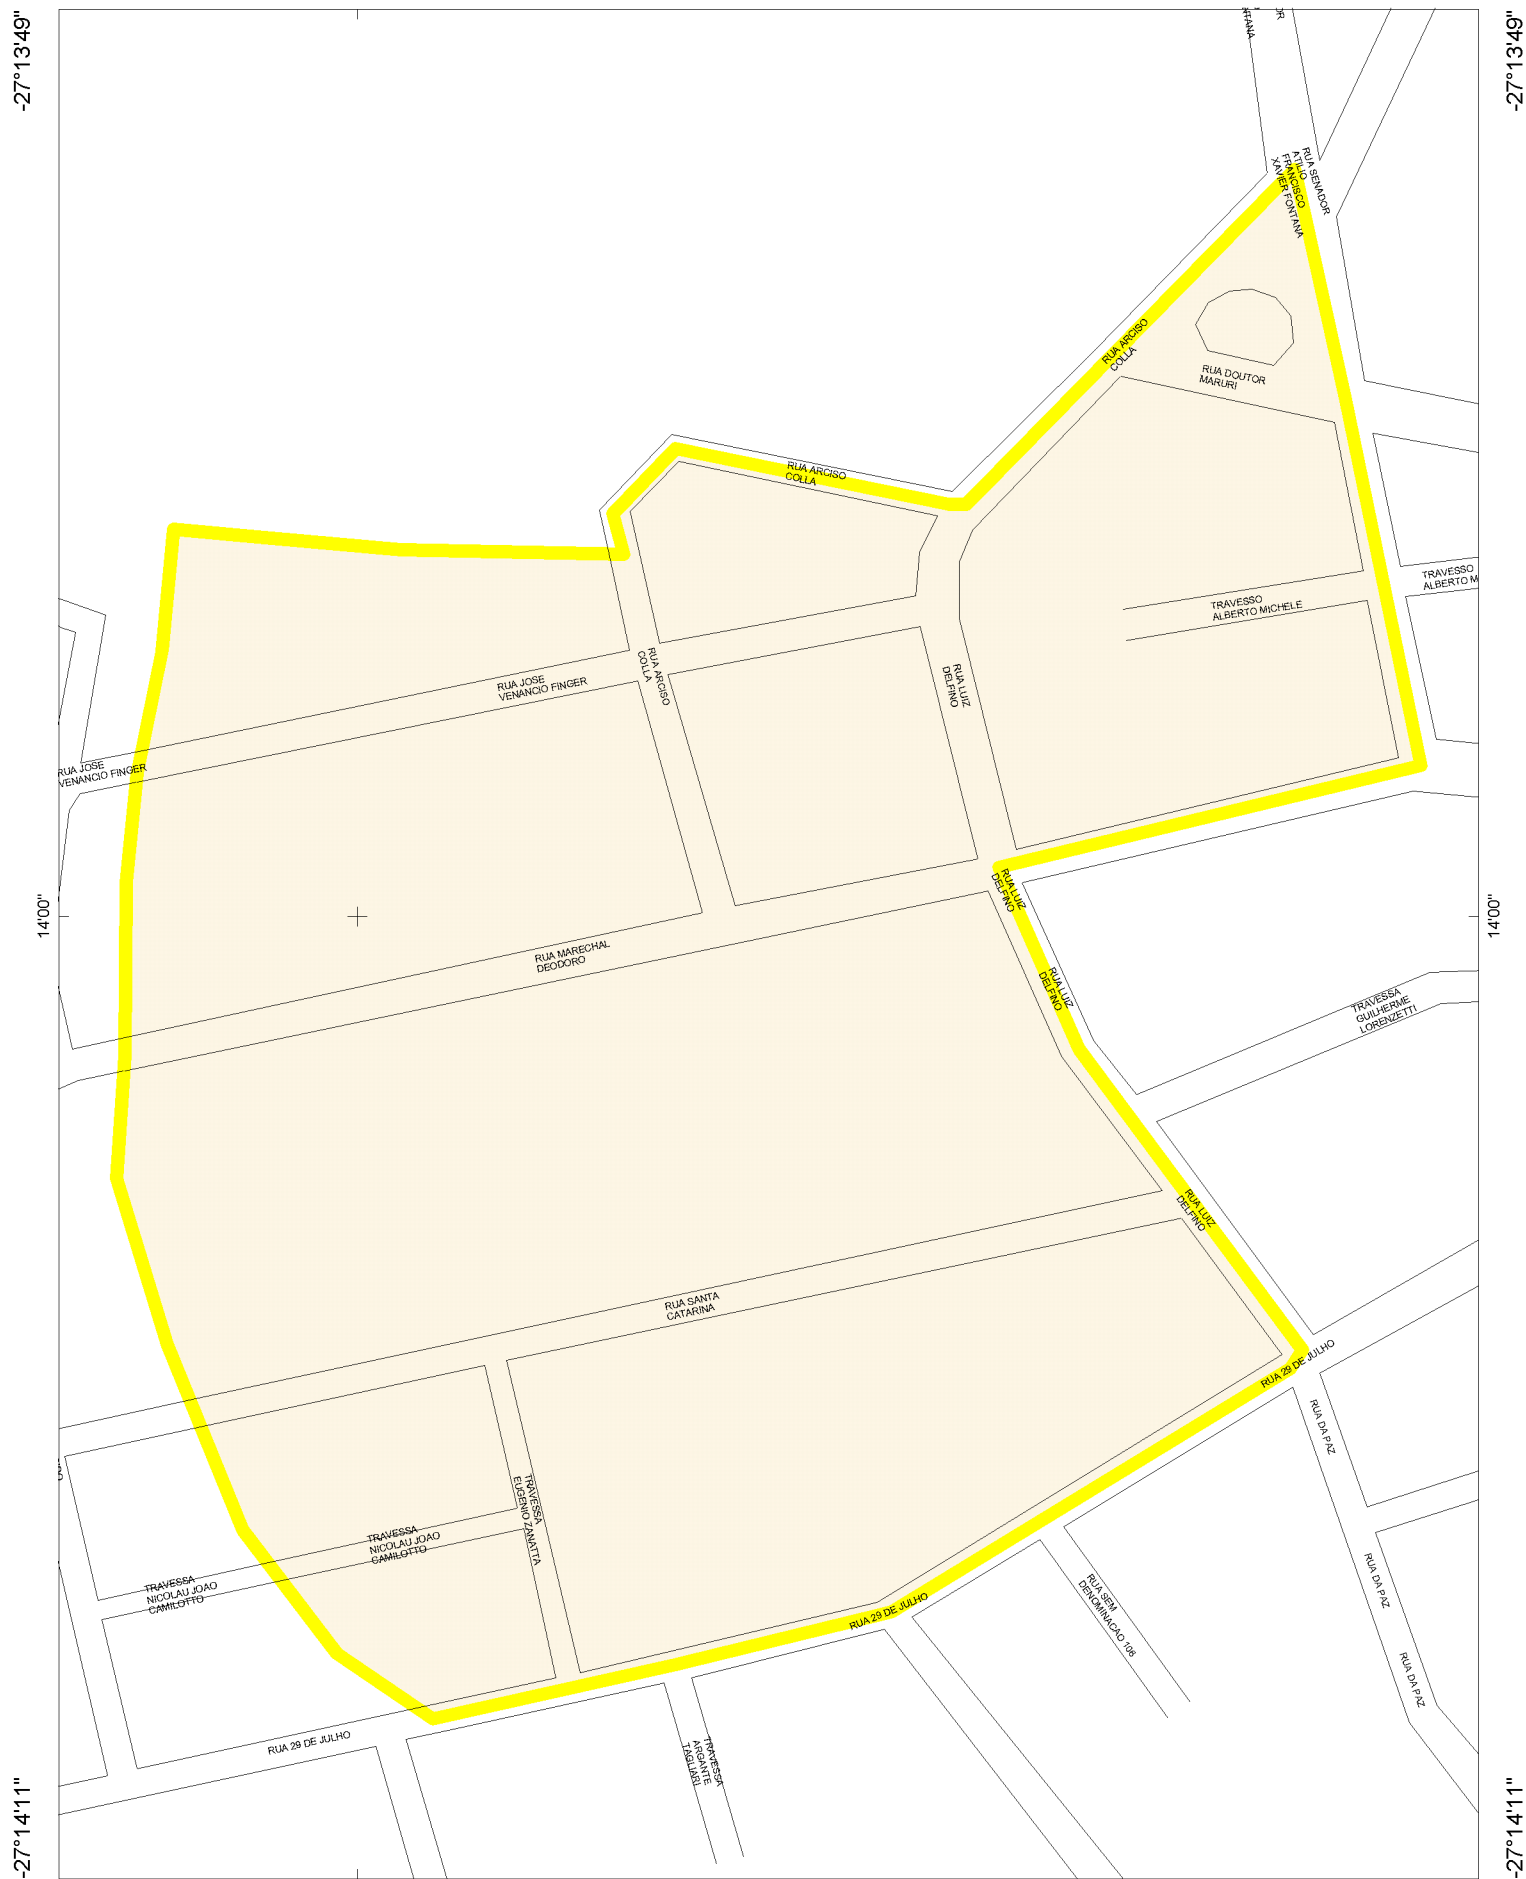 -27°13'49"
-27°13'49"
RUA SENADOR
ATILIO
FRANCISCO
XAVIER FONTANA
RUA ARCISO
COLLA
RUA DOUTOR
MARURI
RUA ARCISO
COLLA
TRAVESSO
ALBERTO M
TRAVESSO
ALBERTO MICHELE
RUA ARCISO
COLLA
RUA LUIZ
DELFINO
RUA JOSE
VENANCIO FINGER
RUA JOSE
VENANCIO FINGER
RUA LUIZ
DELFINO
14'00"
14'00"
RUA MARECHAL
DEODORO
RUA LUIZ
DELFINO
TRAVESSA
GUILHERME
LORENZETTI
RUA LUIZ
DELFINO
RUA SANTA
CATARINA
RUA 29 DE JULHO
RUA DA PAZ
TRAVESSA
EUGENIO ZANATTA
TRAVESSA
NICOLAU JOAO
CAMILOTTO
TRAVESSA
NICOLAU JOAO
CAMILOTTO
RUA DA PAZ
RUA SEM
DENOMINACAO 106
RUA 29 DE JULHO
RUA DA PAZ
RUA 29 DE JULHO
TRAVESSA
ARGANTE
TAGLIARI
-27°14'11"
-27°14'11"